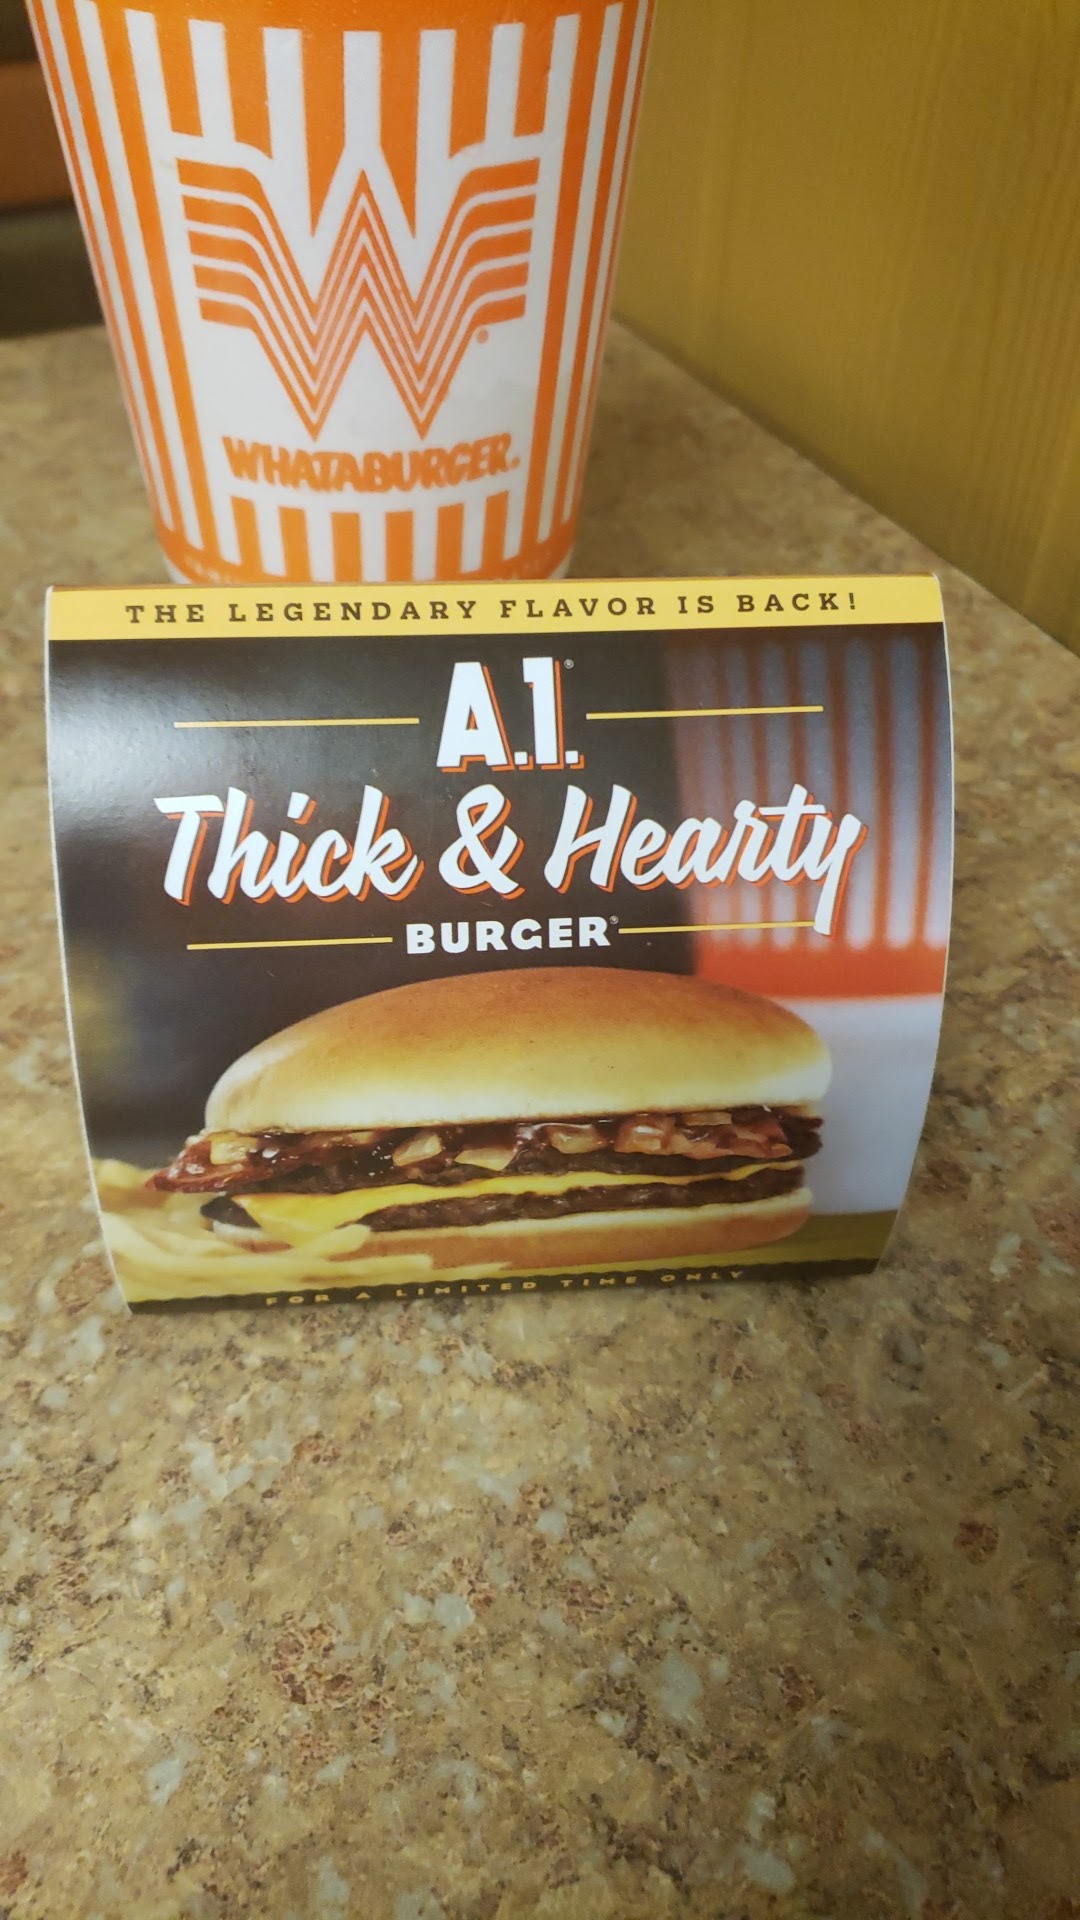 WHATABURGER®
THE LEGENDARY FLAVOR IS BACK!
A.1.®
Thick & Hearty
BURGER®
FOR A LIMITED TIME ONLY